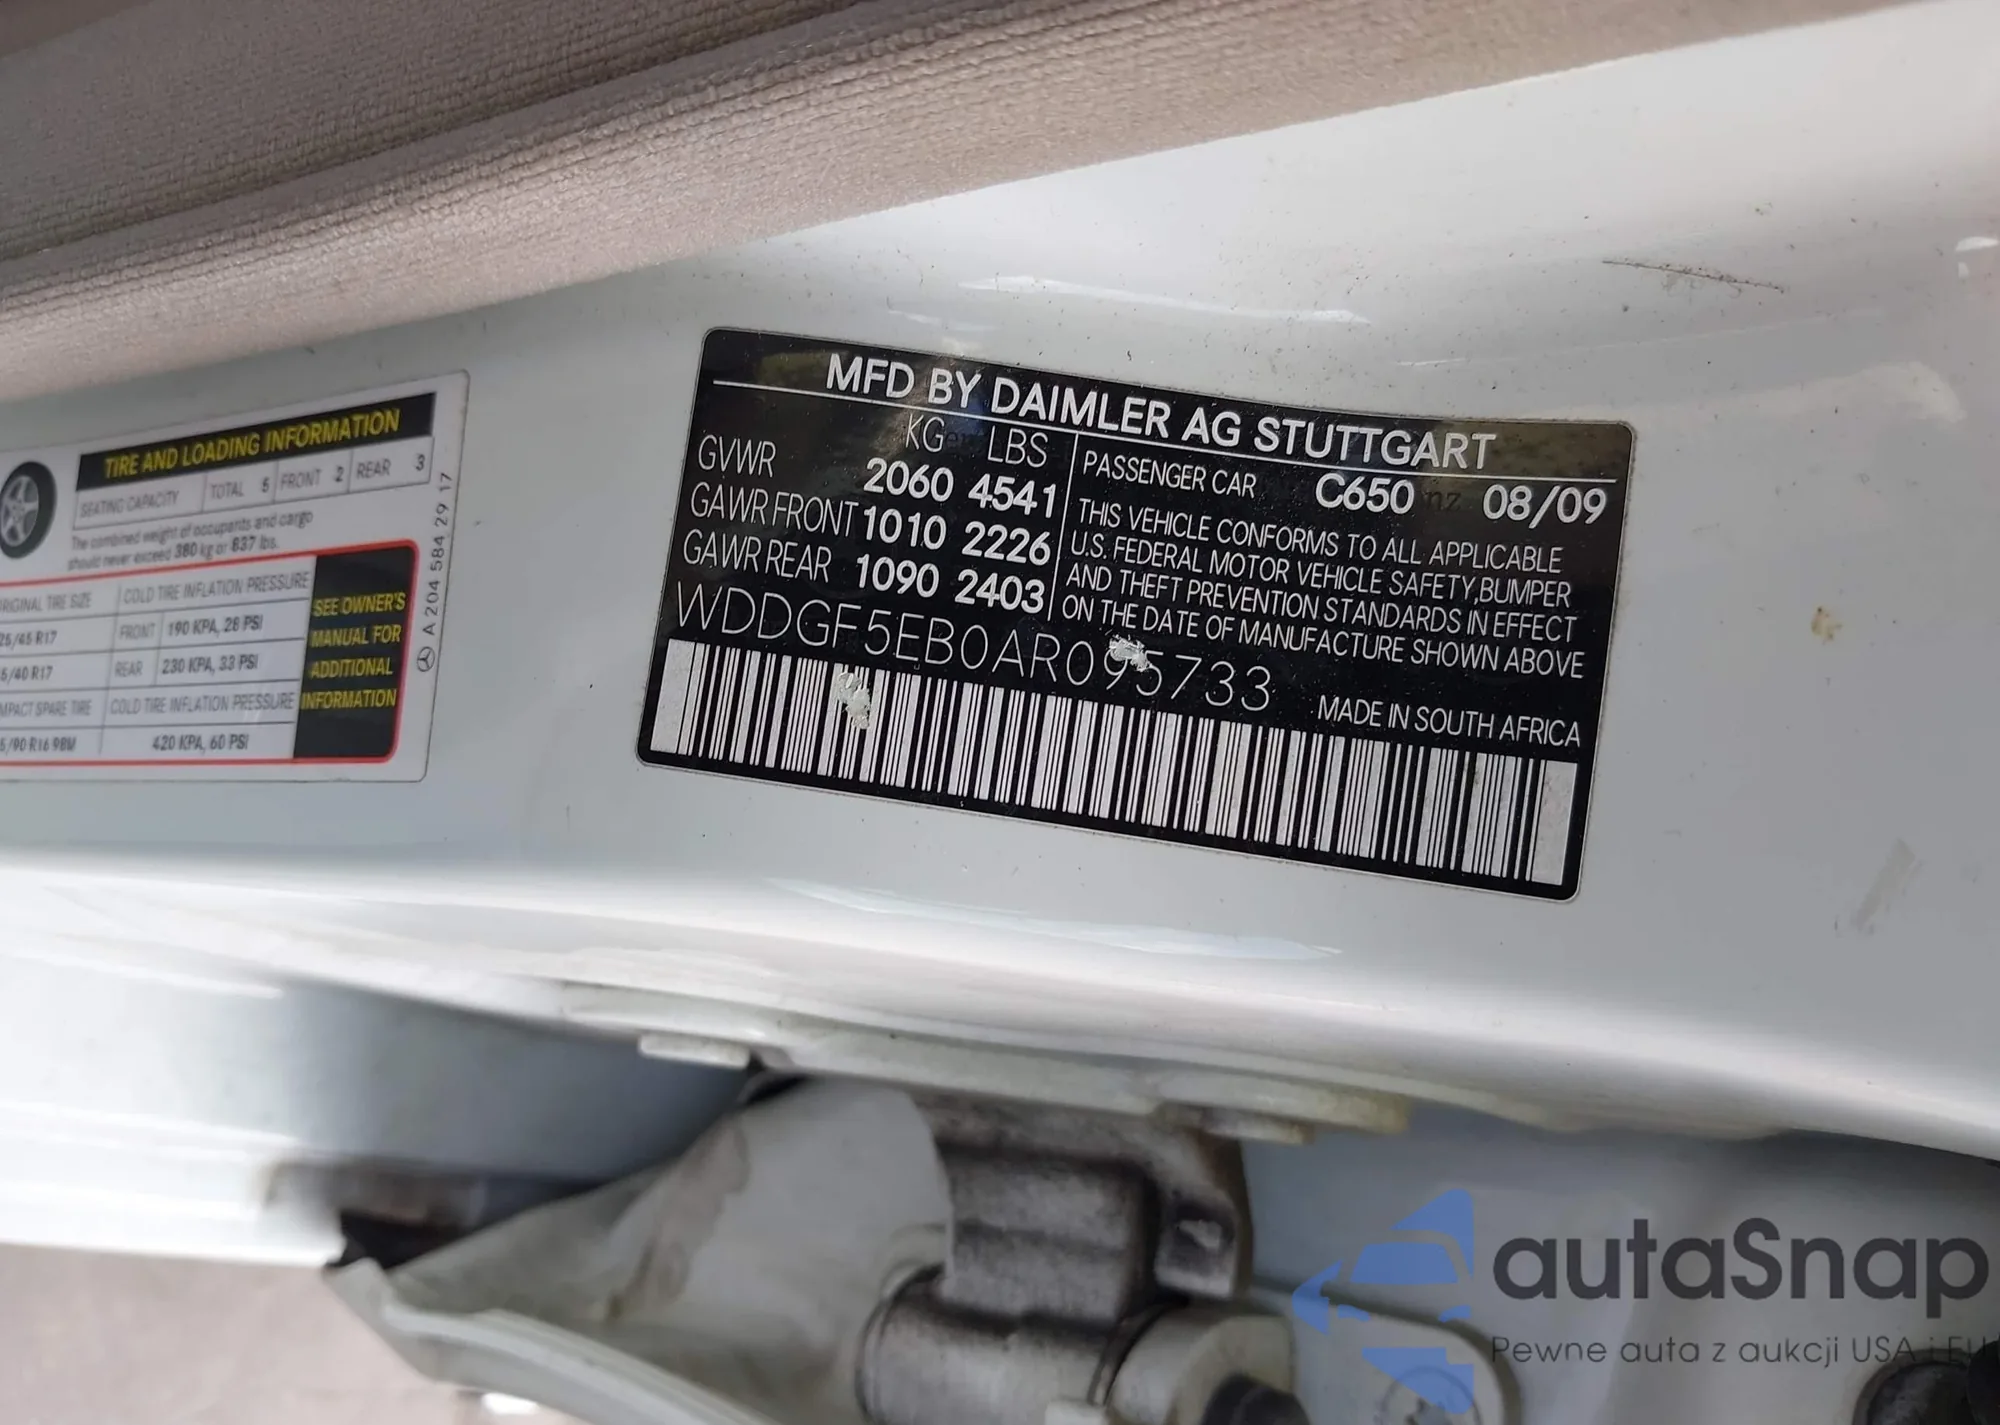 TIRE AND LOADING INFORMATION
SEATING CAPACITY TOTAL 5 FRONT 2 REAR 3
The combined weight of occupants and cargo
should never exceed 380 kg or 837 lbs.
COLD TIRE INFLATION PRESSURE
FRONT 190 KPA, 28 PSI
REAR 230 KPA, 33 PSI
COLD TIRE INFLATION PRESSURE
420 KPA, 60 PSI
SEE OWNER'S
MANUAL FOR
ADDITIONAL
INFORMATION
A 204 584 29 17
MFD BY DAIMLER AG STUTTGART
KG LBS
GVWR 2060 4541
GAWR FRONT 1010 2226
GAWR REAR 1090 2403
PASSENGER CAR C650 08/09
THIS VEHICLE CONFORMS TO ALL APPLICABLE
U.S. FEDERAL MOTOR VEHICLE SAFETY,BUMPER
AND THEFT PREVENTION STANDARDS IN EFFECT
ON THE DATE OF MANUFACTURE SHOWN ABOVE
WDDGF5EB0AR095733
MADE IN SOUTH AFRICA
autaSnap
Pewne auta z aukcji USA i EU